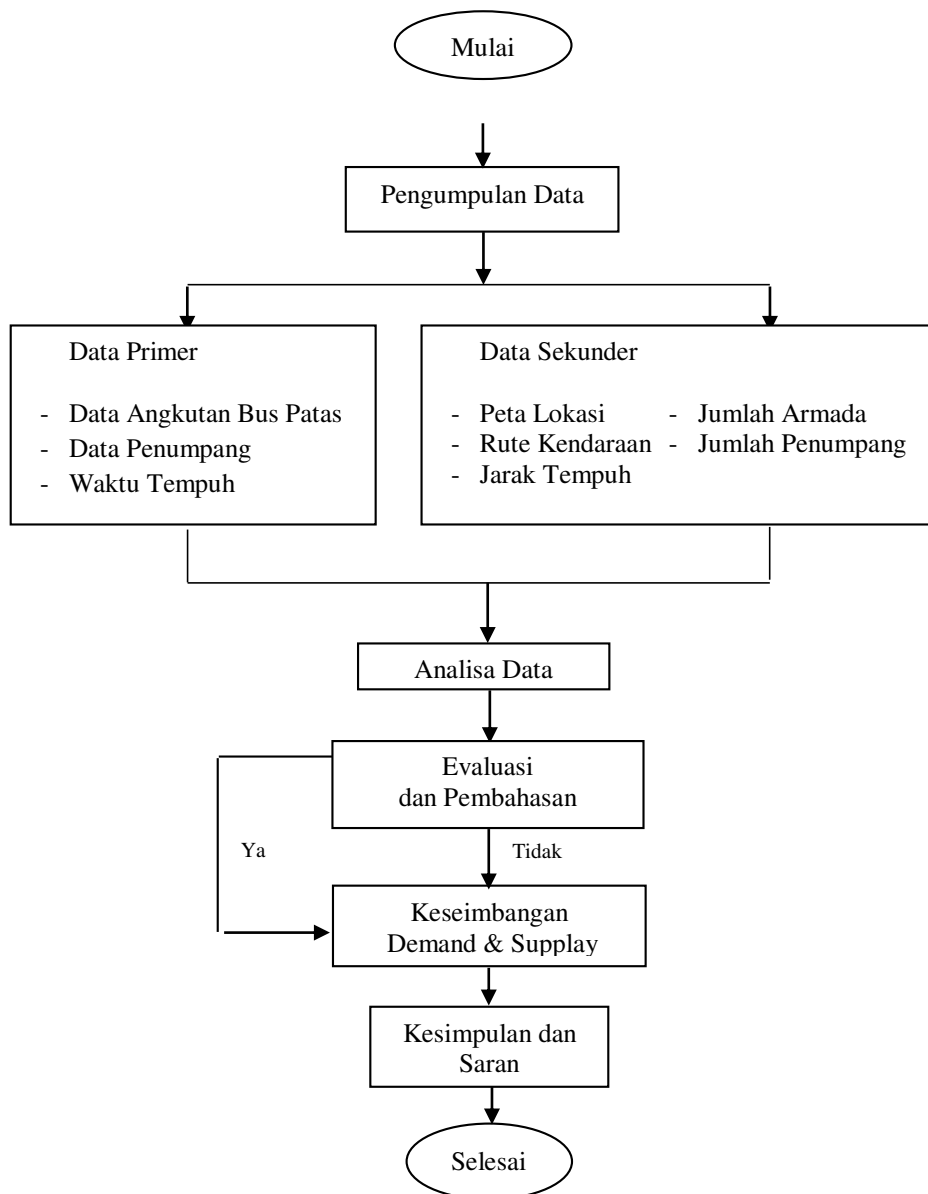 Mulai
Pengumpulan Data
Data Primer
- Data Angkutan Bus Patas
- Data Penumpang
- Waktu Tempuh
Data Sekunder
- Peta Lokasi
- Rute Kendaraan
- Jarak Tempuh
- Jumlah Armada
- Jumlah Penumpang
Analisa Data
Evaluasi
dan Pembahasan
Ya
Tidak
Keseimbangan
Demand & Supplay
Kesimpulan dan
Saran
Selesai